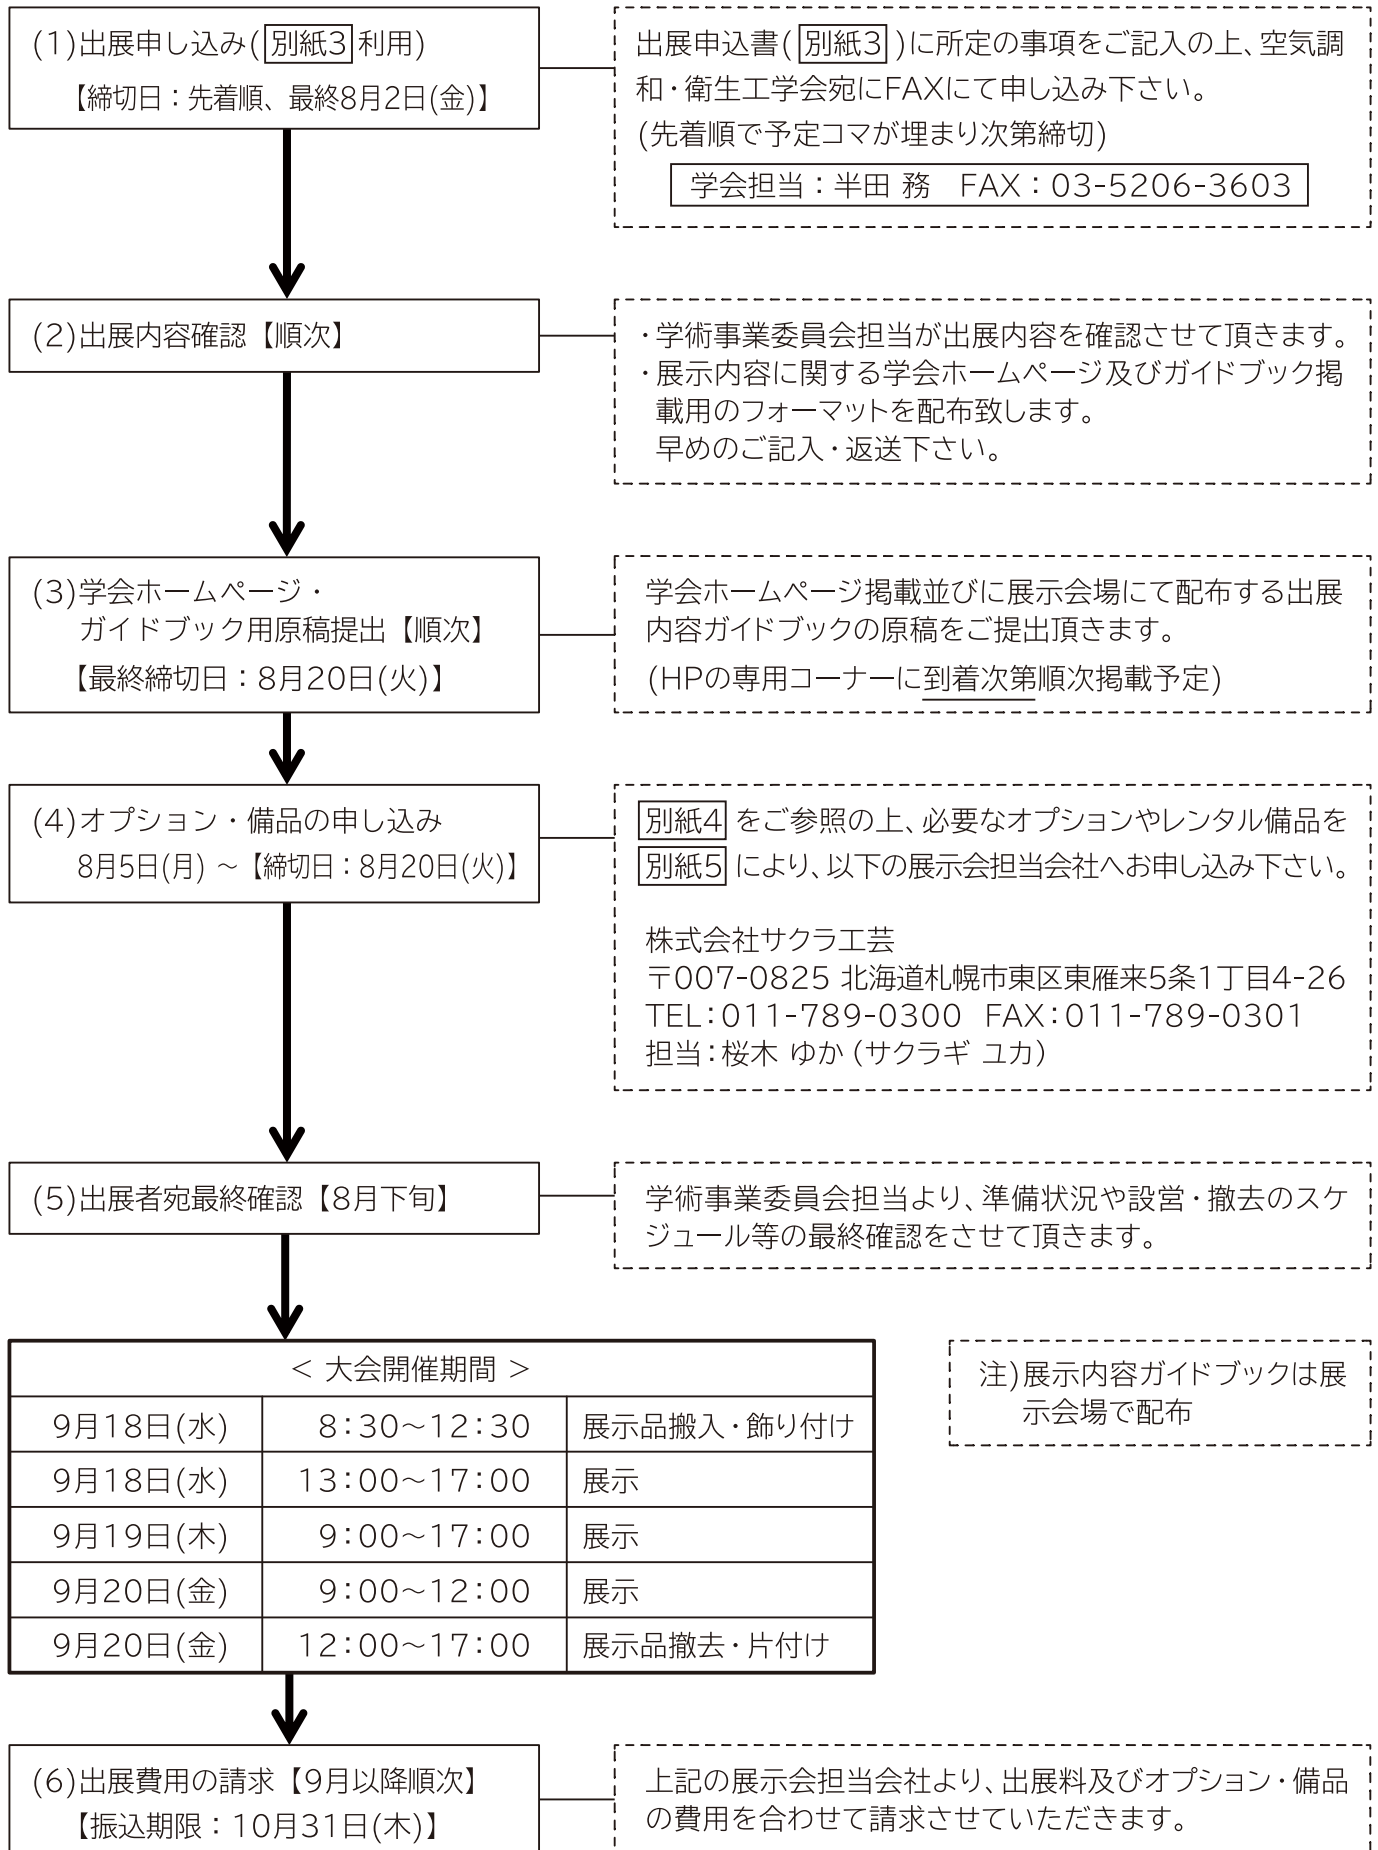 (1)出展申し込み(別紙3利用)
【締切日：先着順、最終8月2日(金)】
出展申込書(別紙3)に所定の事項をご記入の上、空気調
和・衛生工学会宛にFAXにて申し込み下さい。
(先着順で予定コマが埋まり次第締切)
学会担当：半田 務　FAX：03-5206-3603
(2)出展内容確認【順次】
・学術事業委員会担当が出展内容を確認させて頂きます。
・展示内容に関する学会ホームページ及びガイドブック掲
載用のフォーマットを配布致します。
早めのご記入・返送下さい。
(3)学会ホームページ・
ガイドブック用原稿提出【順次】
【最終締切日：8月20日(火)】
学会ホームページ掲載並びに展示会場にて配布する出展
内容ガイドブックの原稿をご提出頂きます。
(HPの専用コーナーに到着次第順次掲載予定)
(4)オプション・備品の申し込み
8月5日(月)～【締切日：8月20日(火)】
別紙4 をご参照の上、必要なオプションやレンタル備品を
別紙5 により、以下の展示会担当会社へお申し込み下さい。
株式会社サクラ工芸
〒007-0825 北海道札幌市東区東雁来5条1丁目4-26
TEL：011-789-0300 FAX：011-789-0301
担当：桜木 ゆか（サクラギ ユカ）
(5)出展者宛最終確認【8月下旬】
学術事業委員会担当より、準備状況や設営・撤去のスケ
ジュール等の最終確認をさせて頂きます。
＜ 大会開催期間 ＞
9月18日(水) 8：30～12：30 展示品搬入・飾り付け
9月18日(水) 13：00～17：00 展示
9月19日(木) 9：00～17：00 展示
9月20日(金) 9：00～12：00 展示
9月20日(金) 12：00～17：00 展示品撤去・片付け
注)展示内容ガイドブックは展
示会場で配布
(6)出展費用の請求【9月以降順次】
【振込期限：10月31日(木)】
上記の展示会担当会社より、出展料及びオプション・備品
の費用を合わせて請求させていただきます。